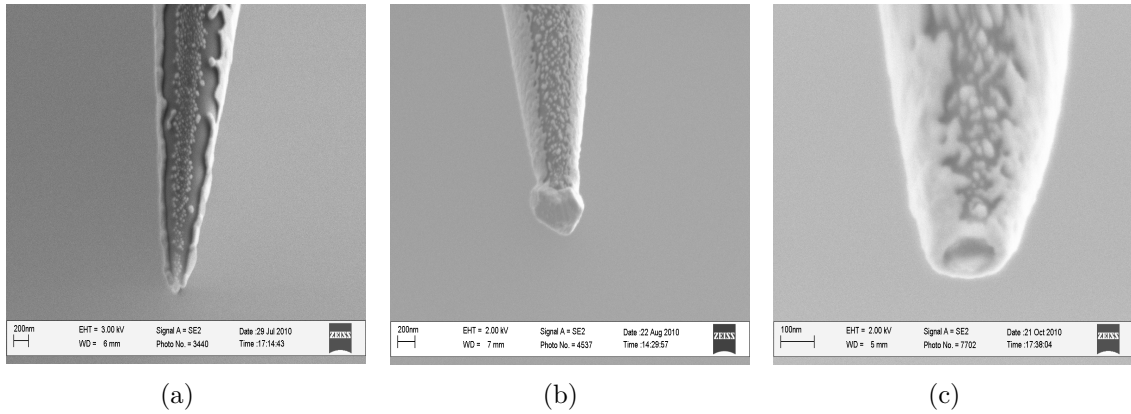 200nm EHT = 3.00 kV Signal A = SE2 Date :29 Jul 2010 ZEISS
WD = 6 mm Photo No. = 3440 Time :17:14:43
200nm EHT = 2.00 kV Signal A = SE2 Date :22 Aug 2010 ZEISS
WD = 7 mm Photo No. = 4537 Time :14:29:57
100nm EHT = 2.00 kV Signal A = SE2 Date :21 Oct 2010 ZEISS
WD = 5 mm Photo No. = 7702 Time :17:38:04
(a) (b) (c)